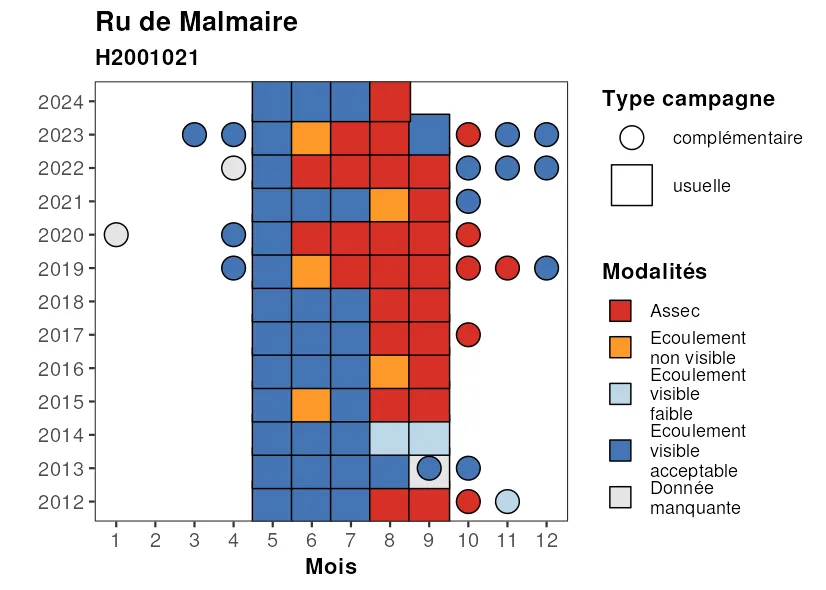 Ru de Malmaire
H2001021
2024
2023
2022
2021
2020
2019
2018
2017
2016
2015
2014
2013
2012
1 2 3 4 5 6 7 8 9 10 11 12
Mois
Type campagne
complémentaire
usuelle
Modalités
Assec
Ecoulement
non visible
Ecoulement
visible
faible
Ecoulement
visible
acceptable
Donnée
manquante